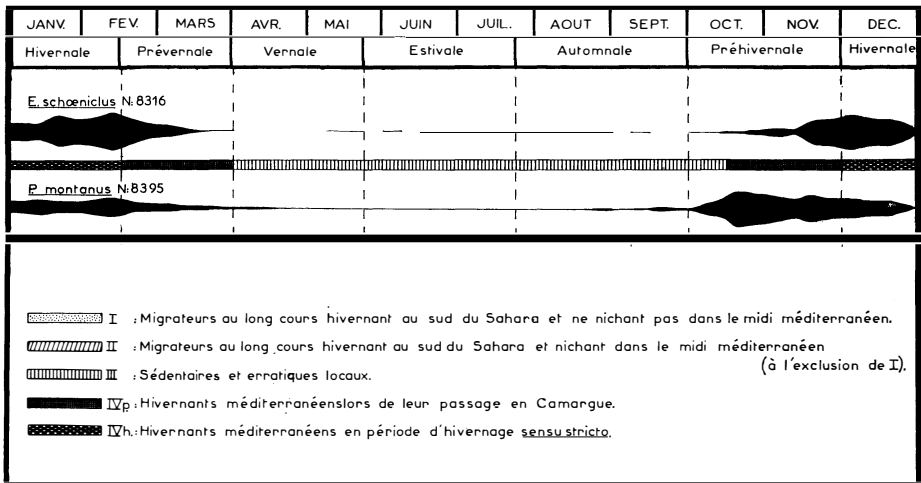 JANV. FEV. MARS AVR. MAI JUIN JUIL. AOUT SEPT. OCT. NOV. DEC.
Hivernale Prévernale Vernale Estivale Automnale Préhivernale Hivernale
E. schœniclus N:8316
P. montanus N:8395
I : Migrateurs au long cours hivernant au sud du Sahara et ne nichant pas dans le midi méditerranéen.
II : Migrateurs au long cours hivernant au sud du Sahara et nichant dans le midi méditerranéen
(à l'exclusion de I).
III : Sédentaires et erratiques locaux.
IVp.: Hivernants méditerranéenslors de leur passage en Camargue.
IVh.: Hivernants méditerranéens en période d'hivernage sensu stricto.